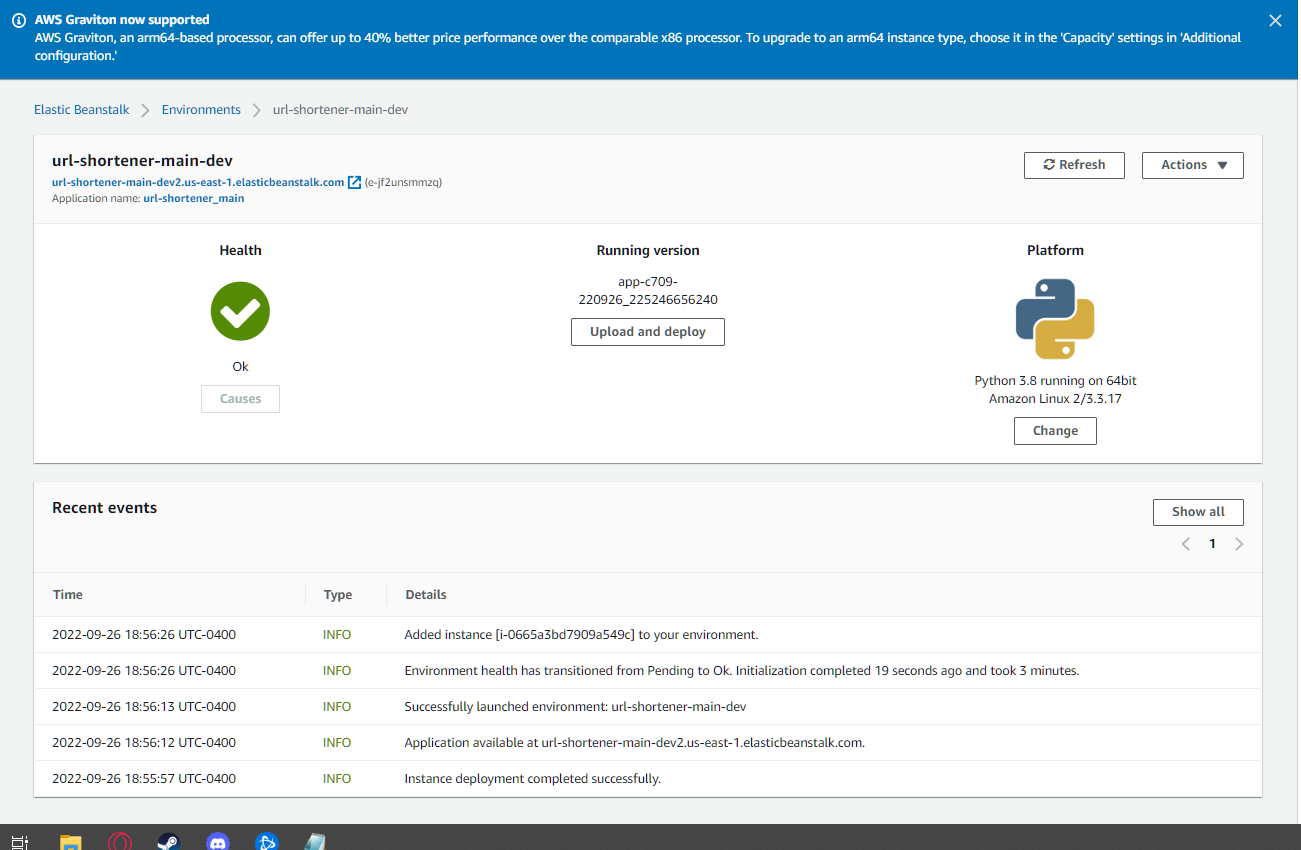 AWS Graviton now supported
AWS Graviton, an arm64-based processor, can offer up to 40% better price performance over the comparable x86 processor. To upgrade to an arm64 instance type, choose it in the 'Capacity' settings in 'Additional
configuration.'
Elastic Beanstalk > Environments > url-shortener-main-dev
url-shortener-main-dev
url-shortener-main-dev2.us-east-1.elasticbeanstalk.com (e-jf2unsmmzq)
Application name: url-shortener_main
Refresh
Actions
Health
Ok
Causes
Running version
app-c709-
220926_225246656240
Upload and deploy
Platform
Python 3.8 running on 64bit
Amazon Linux 2/3.3.17
Change
Recent events
Show all
1
Time Type Details
2022-09-26 18:56:26 UTC-0400 INFO Added instance [i-0665a3bd7909a549c] to your environment.
2022-09-26 18:56:26 UTC-0400 INFO Environment health has transitioned from Pending to Ok. Initialization completed 19 seconds ago and took 3 minutes.
2022-09-26 18:56:13 UTC-0400 INFO Successfully launched environment: url-shortener-main-dev
2022-09-26 18:56:12 UTC-0400 INFO Application available at url-shortener-main-dev2.us-east-1.elasticbeanstalk.com.
2022-09-26 18:55:57 UTC-0400 INFO Instance deployment completed successfully.